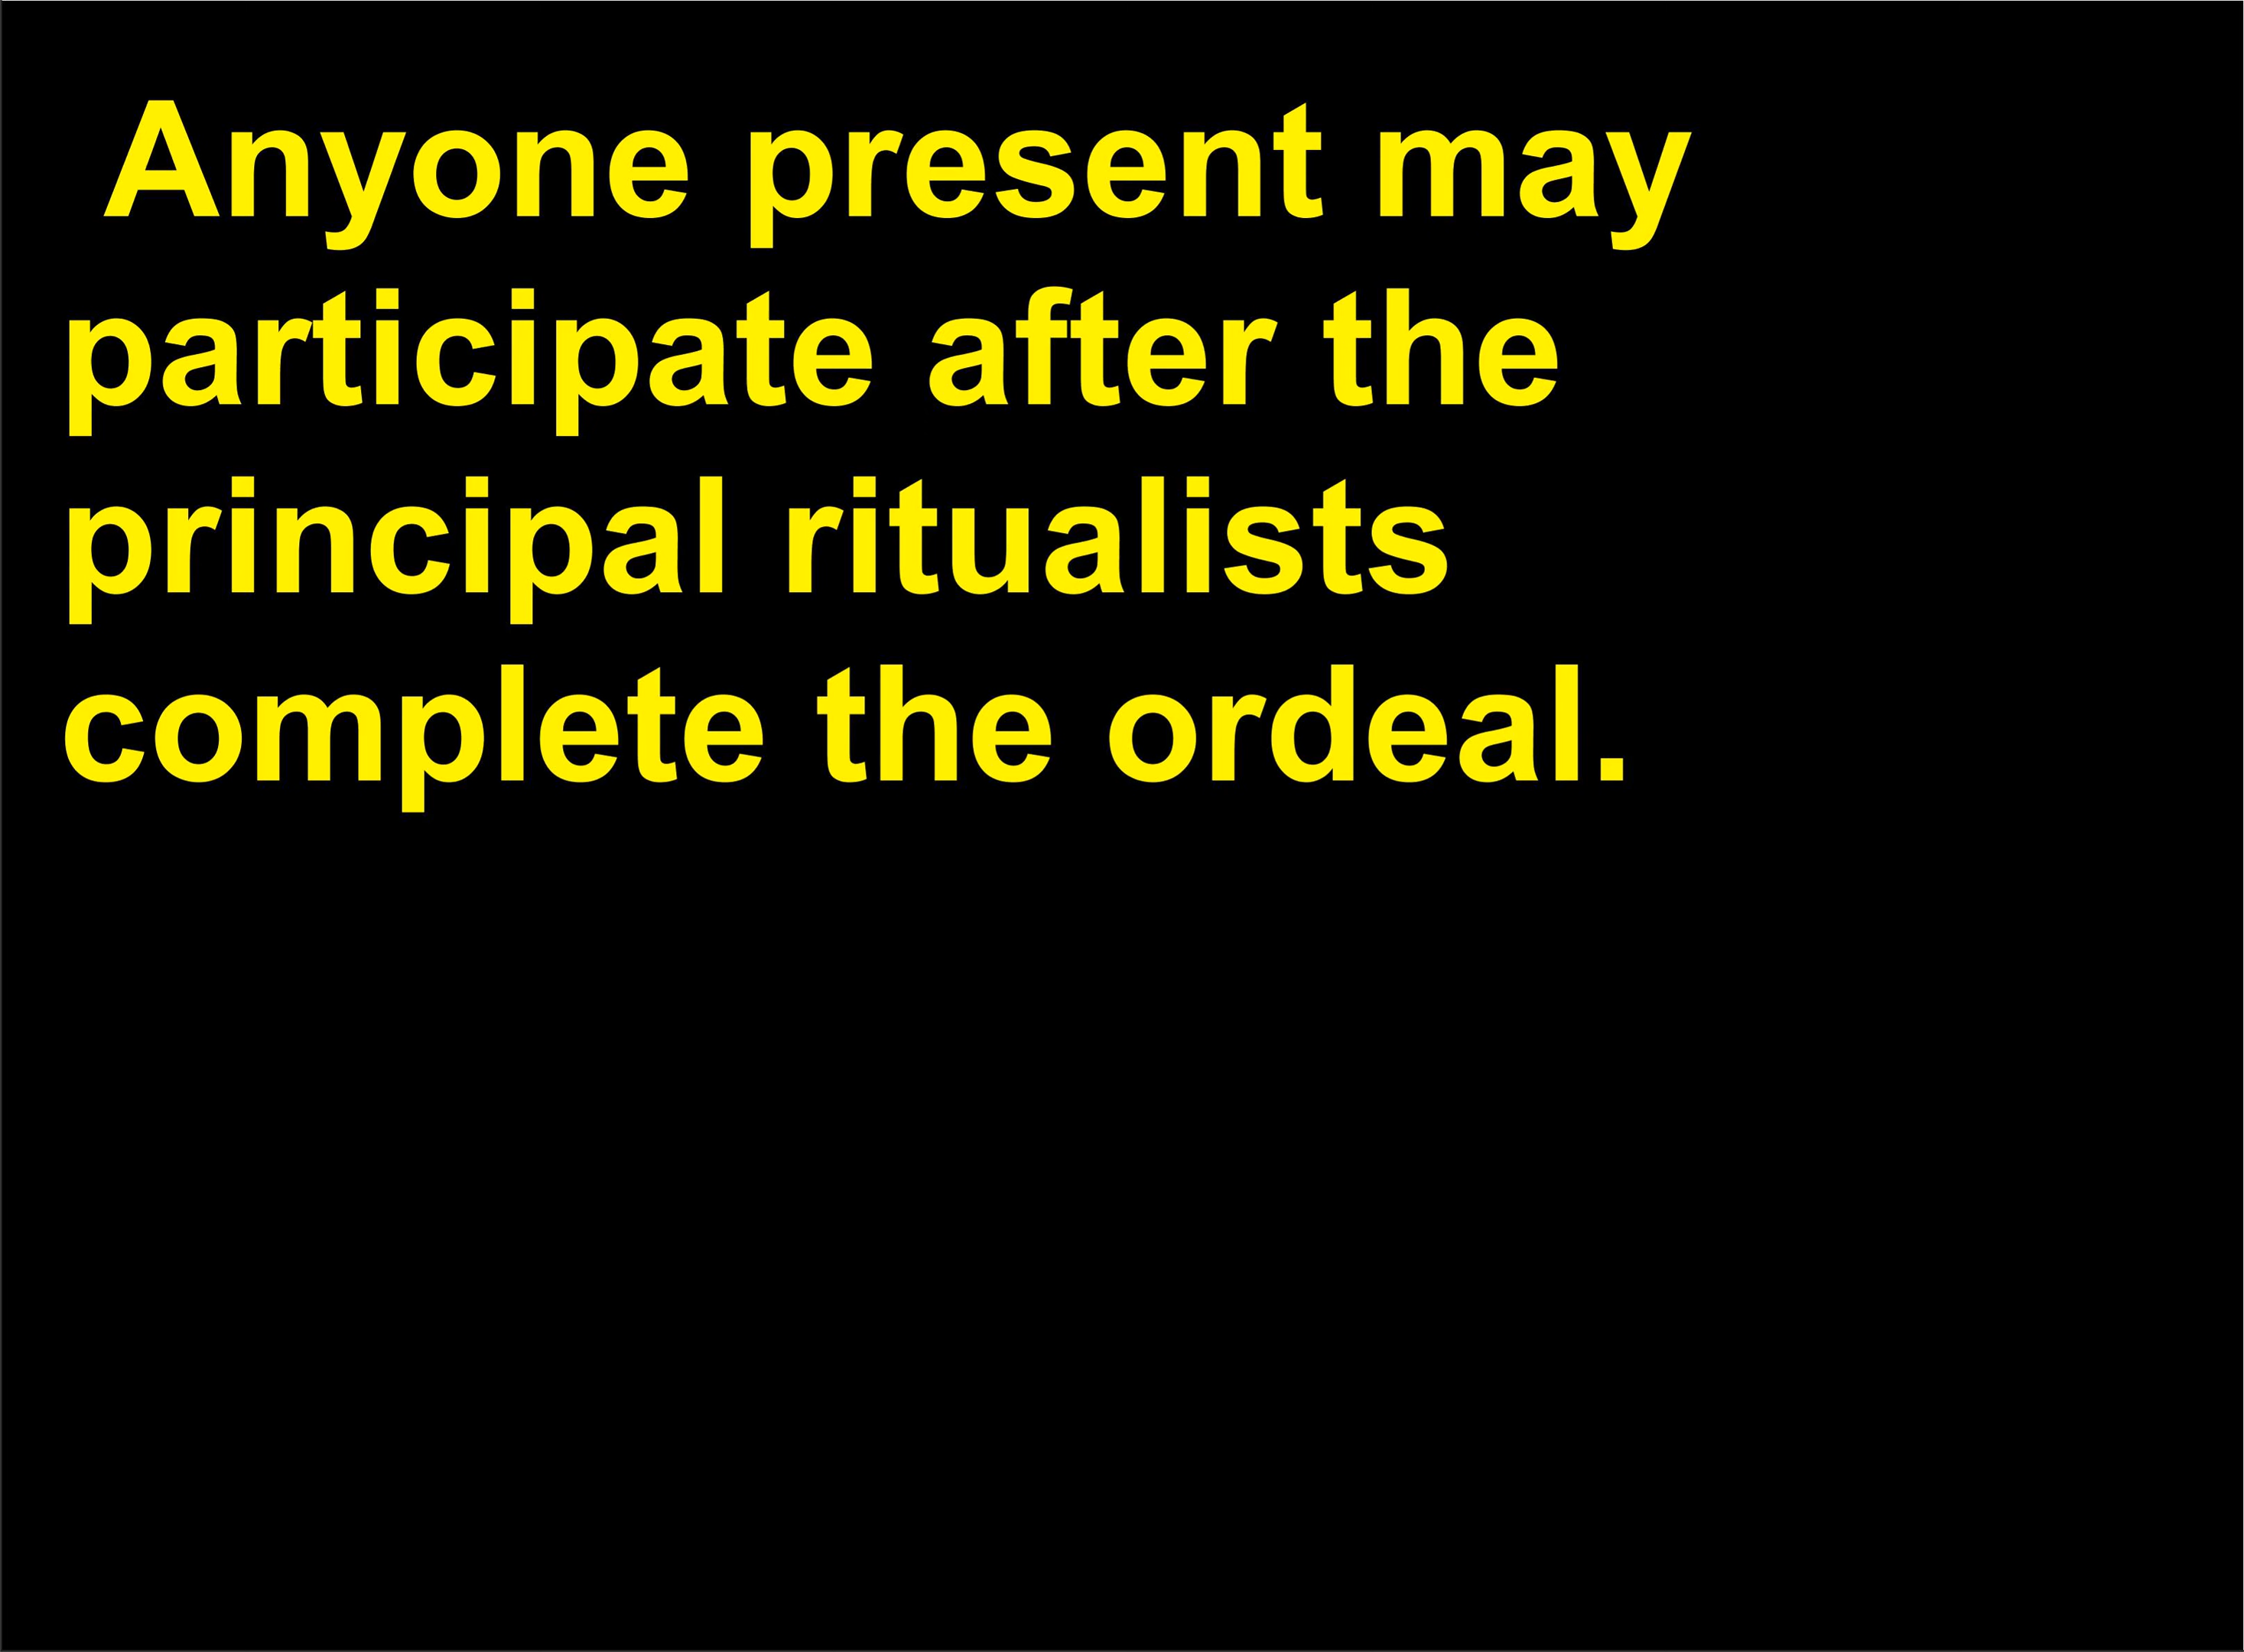 Anyone present may
participate after the
principal ritualists
complete the ordeal.